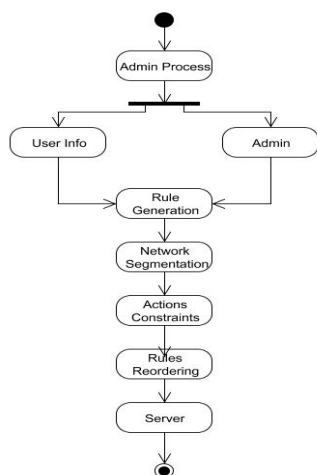 Admin Process
User Info
Admin
Rule
Generation
Network
Segmentation
Actions
Constraints
Rules
Reordering
Server